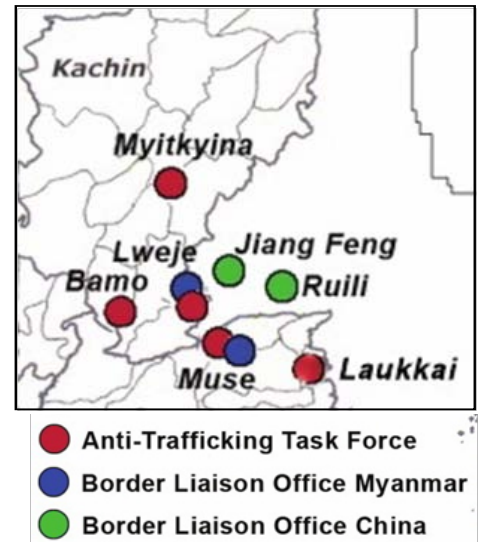 Kachin
Myitkyina
Lweje
Jiang Feng
Bamo
Ruili
Muse
Laukkai
Anti-Trafficking Task Force
Border Liaison Office Myanmar
Border Liaison Office China